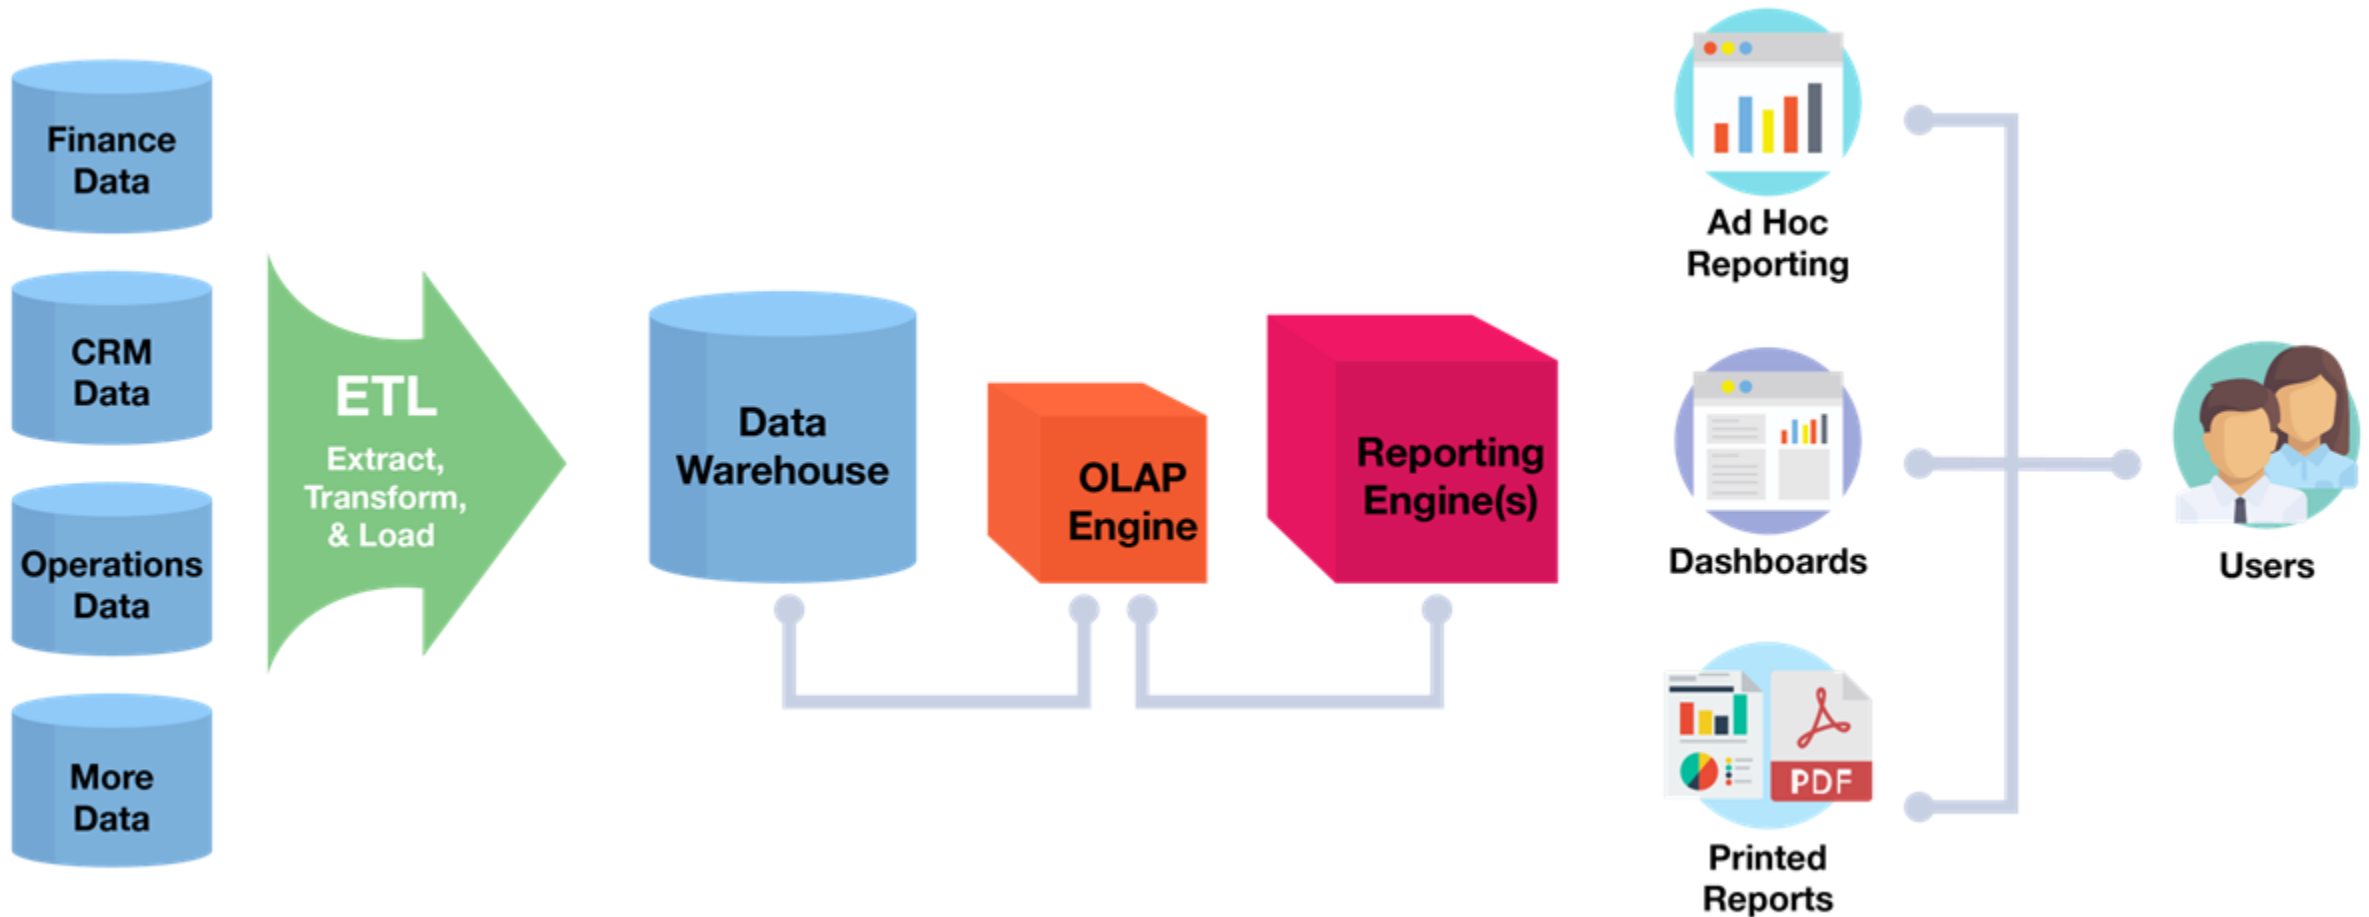 Finance
Data
CRM
Data
Operations
Data
More
Data
ETL
Extract,
Transform,
& Load
Data
Warehouse
OLAP
Engine
Reporting
Engine(s)
Ad Hoc
Reporting
Dashboards
PDF
Printed
Reports
Users